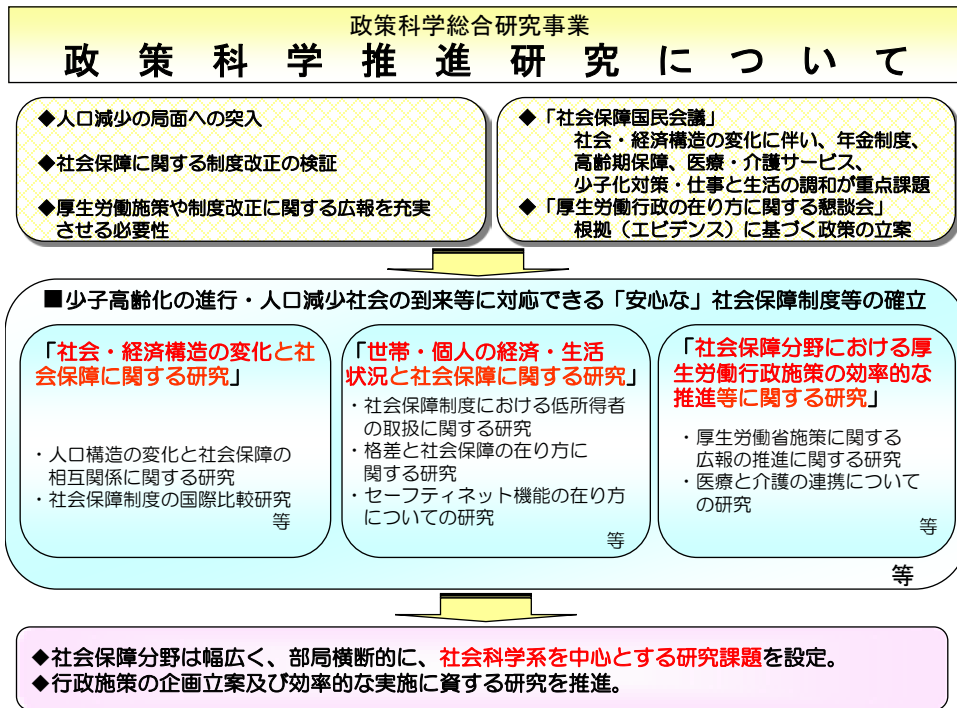 政策科学総合研究事業
政策科学推進研究について
◆人口減少の局面への突入
◆社会保障に関する制度改正の検証
◆厚生労働施策や制度改正に関する広報を充実
させる必要性
◆「社会保障国民会議」
社会・経済構造の変化に伴い、年金制度、
高齢期保障、医療・介護サービス、
少子化対策・仕事と生活の調和が重点課題
◆「厚生労働行政の在り方に関する懇談会」
根拠（エビデンス）に基づく政策の立案
■少子高齢化の進行・人口減少社会の到来等に対応できる「安心な」社会保障制度等の確立
「社会・経済構造の変化と社
会保障に関する研究」
・人口構造の変化と社会保障の
相互関係に関する研究
・社会保障制度の国際比較研究
等
「世帯・個人の経済・生活
状況と社会保障に関する研究」
・社会保障制度における低所得者
の取扱に関する研究
・格差と社会保障の在り方に
関する研究
・セーフティネット機能の在り方
についての研究
等
「社会保障分野における厚
生労働行政施策の効率的な
推進等に関する研究」
・厚生労働省施策に関する
広報の推進に関する研究
・医療と介護の連携について
の研究
等
等
◆社会保障分野は幅広く、部局横断的に、社会科学系を中心とする研究課題を設定。
◆行政施策の企画立案及び効率的な実施に資する研究を推進。